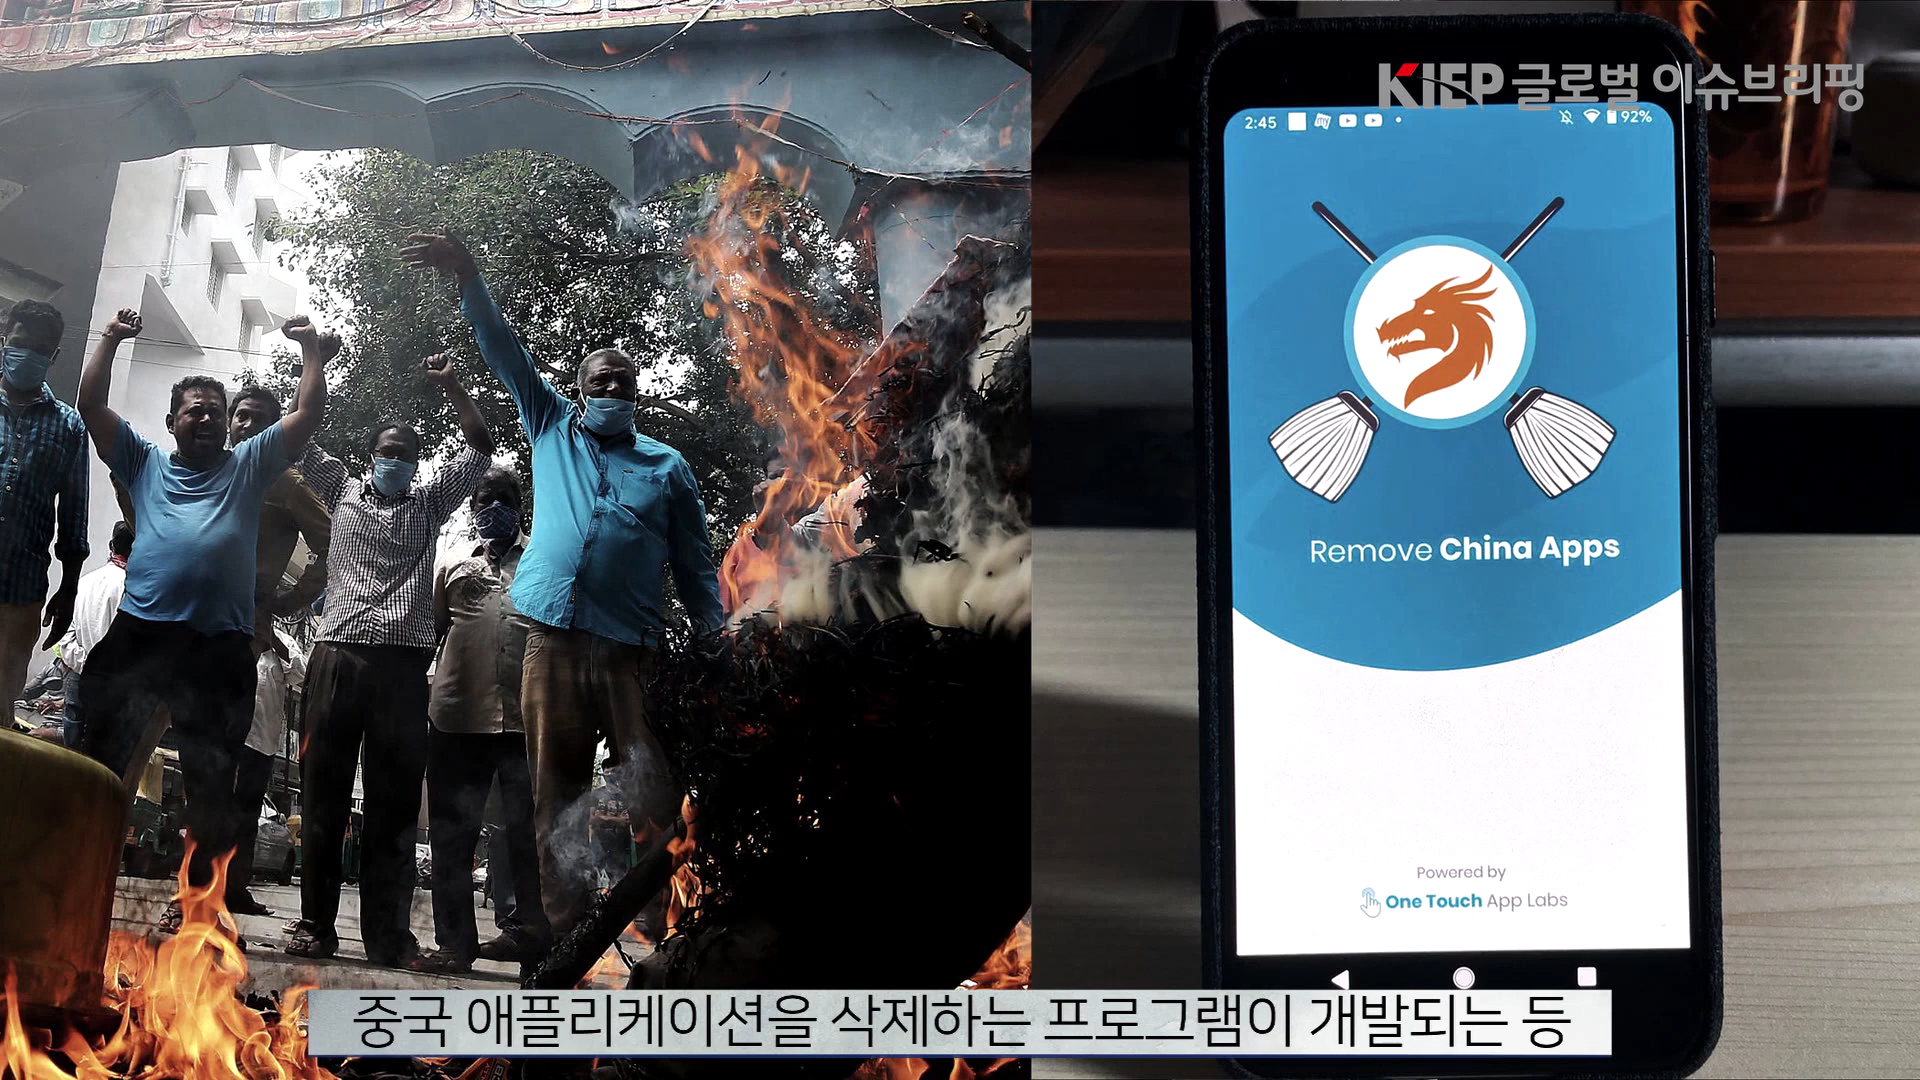 KIEP 글로벌 이슈브리핑
2:45
my
92%
Remove China Apps
Powered by
One Touch App Labs
중국 애플리케이션을 삭제하는 프로그램이 개발되는 등